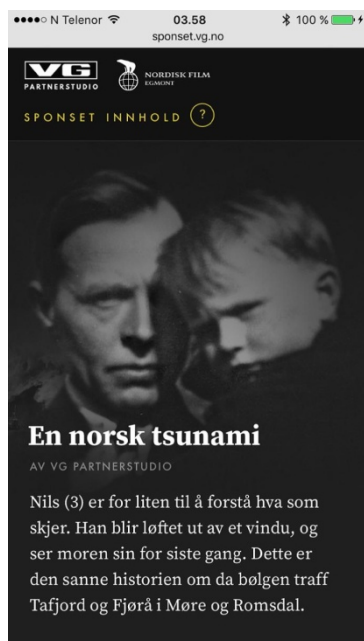 N Telenor 03.58 100 %
sponset.vg.no
VG
PARTNERSTUDIO
NORDISK FILM
EGMONT
SPONSET INNHOLD ?
En norsk tsunami
AV VG PARTNERSTUDIO
Nils (3) er for liten til å forstå hva som
skjer. Han blir løftet ut av et vindu, og
ser moren sin for siste gang. Dette er
den sanne historien om da bølgen traff
Tafjord og Fjørå i Møre og Romsdal.